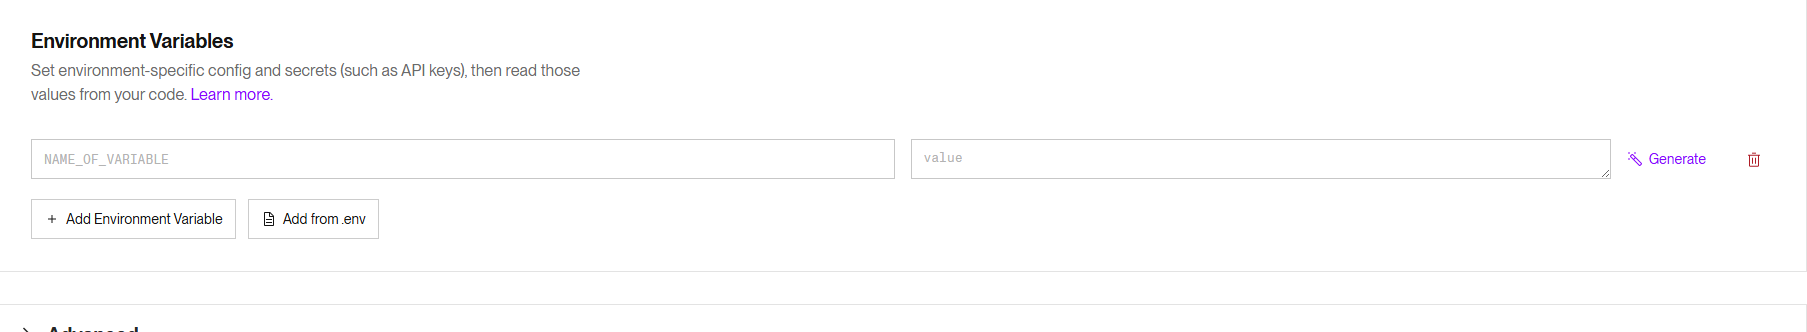 Environment Variables
Set environment-specific config and secrets (such as API keys), then read those
values from your code. Learn more.
NAME_OF_VARIABLE
value
Generate
+ Add Environment Variable
Add from .env
Advanced